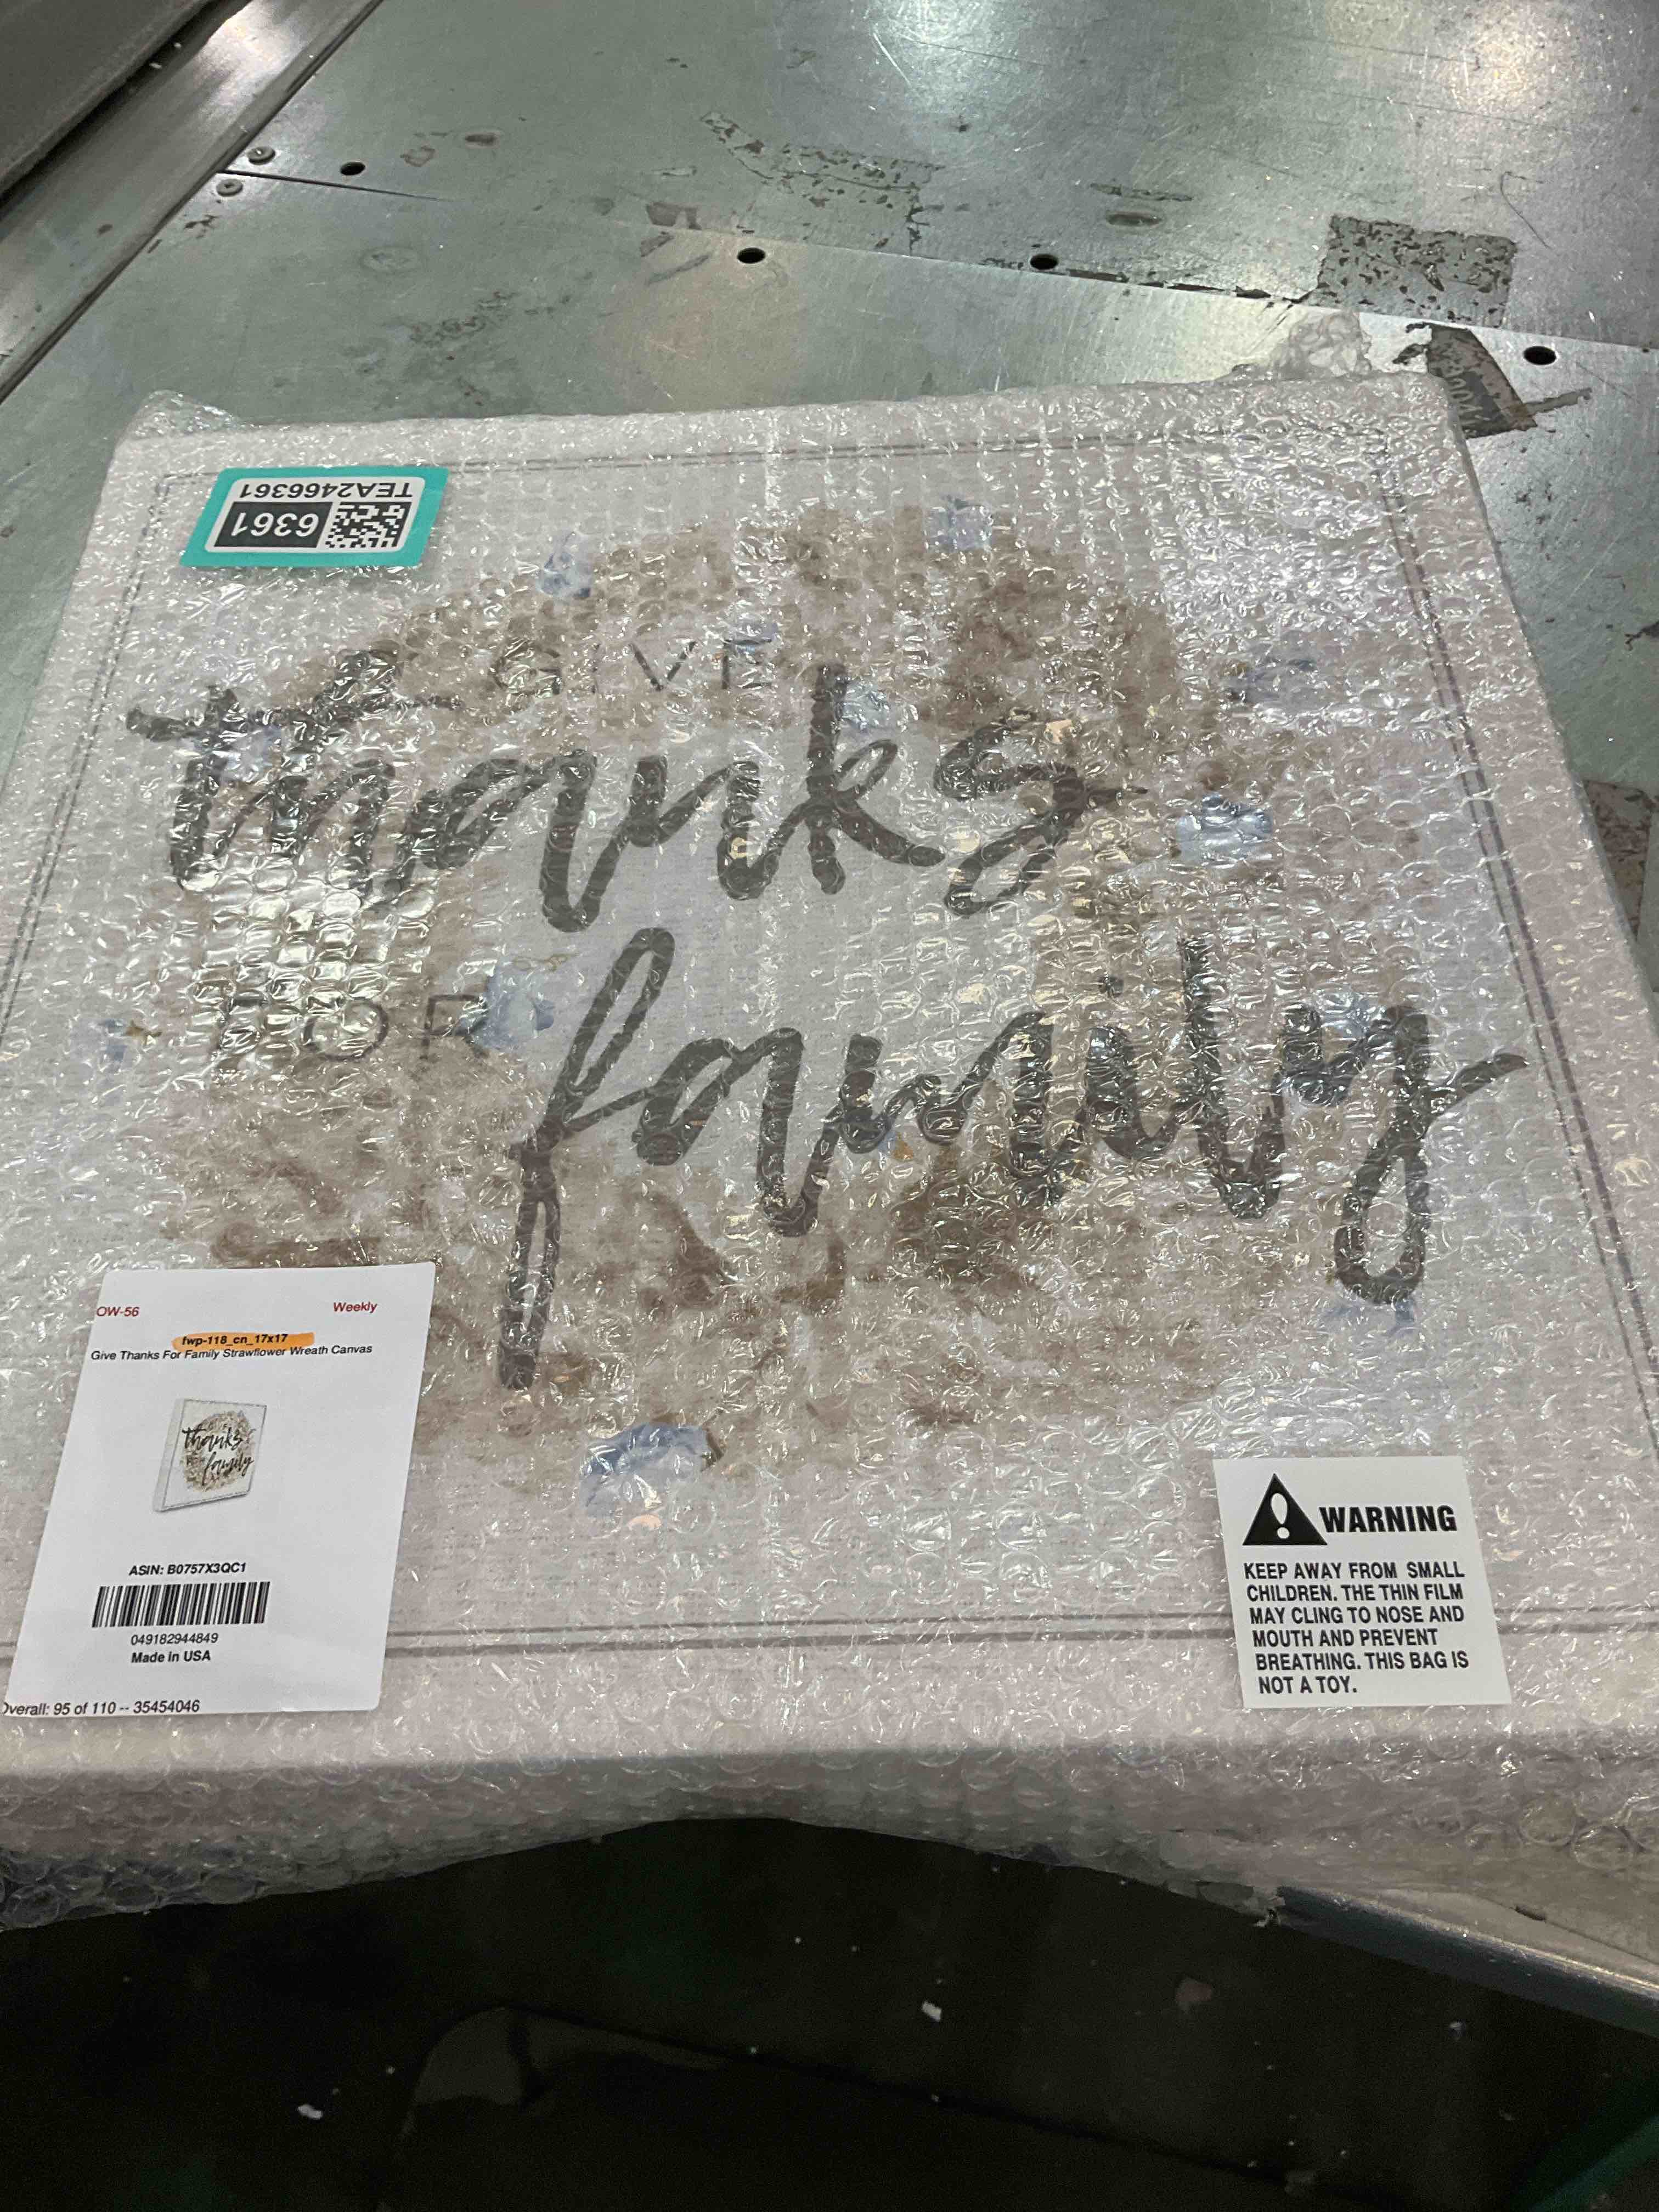 TEA2466361
6361
GIVE
thanks
FOR
family
OW-56 Weekly
fwp-118_cn_17x17
Give Thanks For Family Strawflower Wreath Canvas
thanks
family
ASIN: B0757X3QC1
049182944849
Made in USA
Overall: 95 of 110 -- 35454046
WARNING
KEEP AWAY FROM SMALL
CHILDREN. THE THIN FILM
MAY CLING TO NOSE AND
MOUTH AND PREVENT
BREATHING. THIS BAG IS
NOT A TOY.